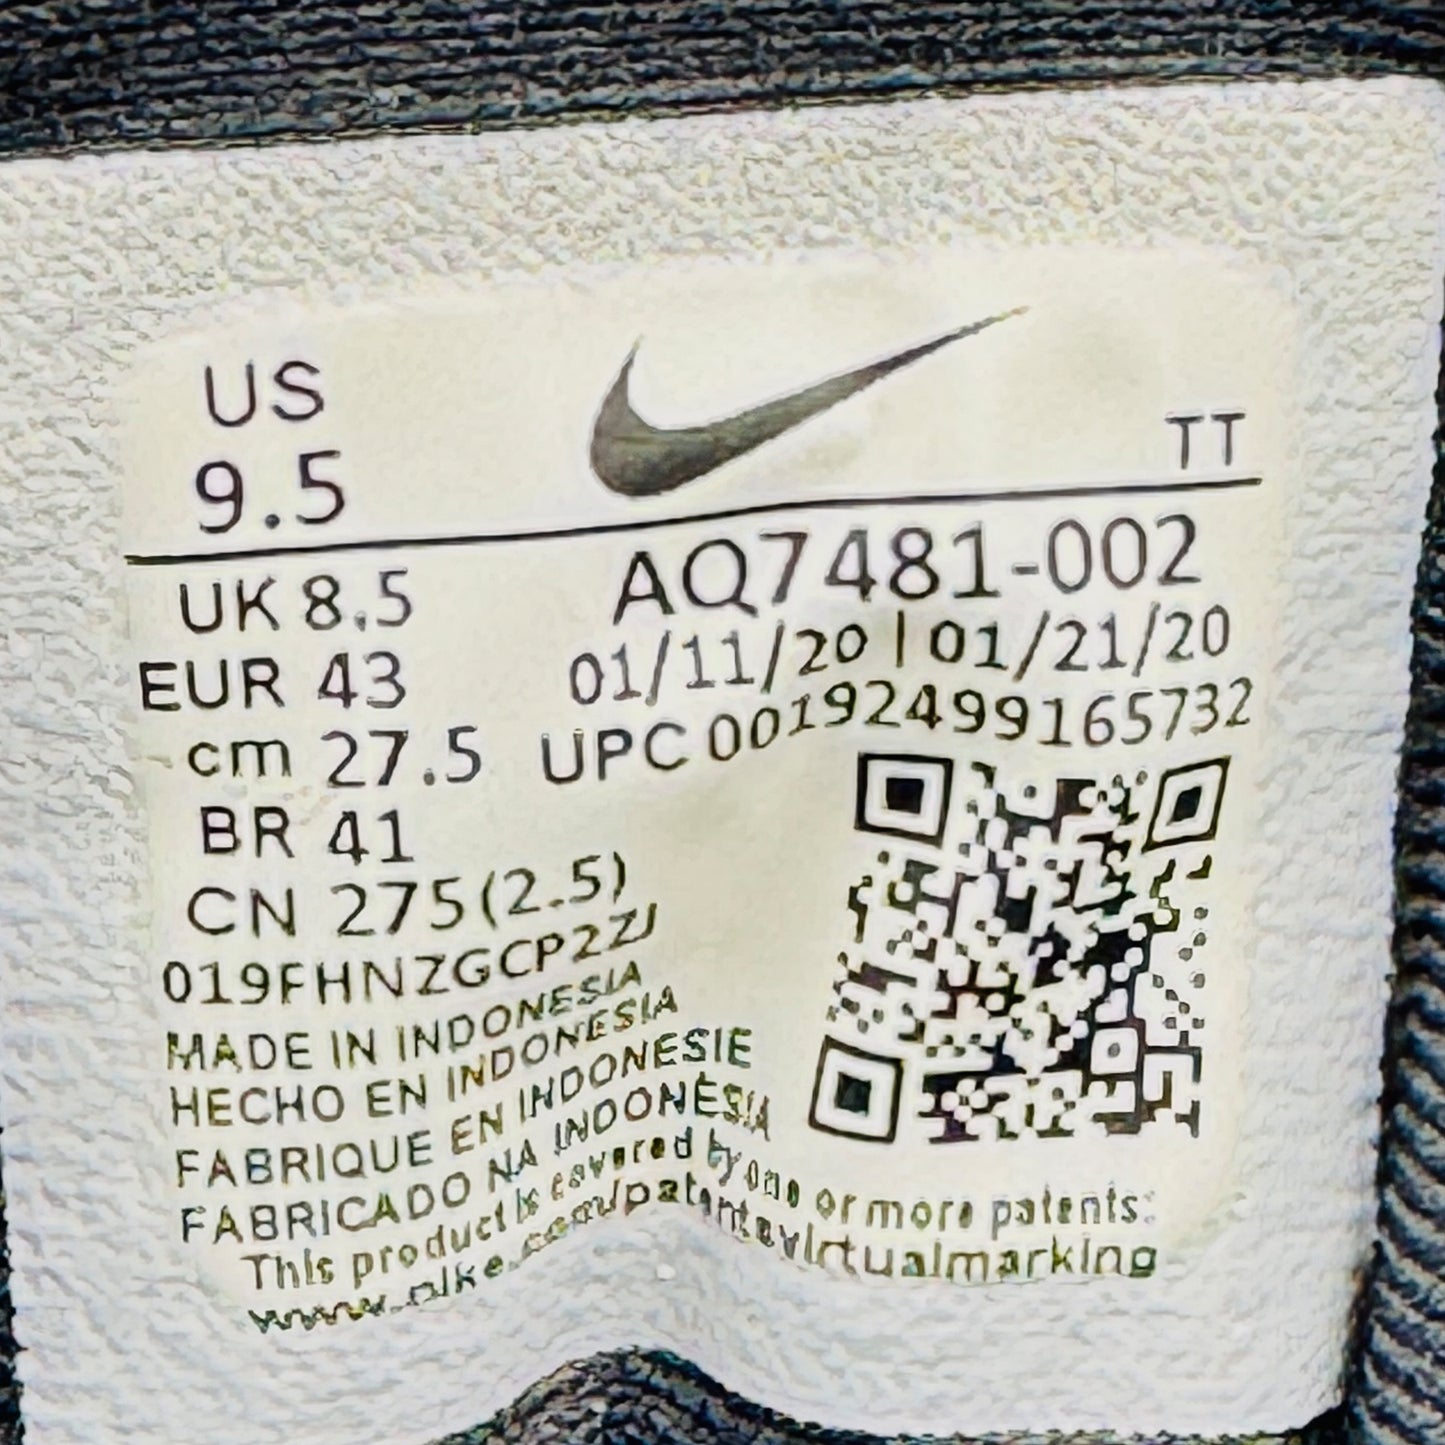 US
9.5
TT
UK 8.5
AQ7481-002
EUR 43
01/11/20 | 01/21/20
cm 27.5
UPC 00192499165732
BR 41
CN 275(2.5)
019FHNZGCP2ZJ
MADE IN INDONESIA
HECHO EN INDONESIA
FABRIQUE EN INDONESIE
FABRICADO NA INDONÉSIA
This product is covered by one or more patents:
www.nike.com/patentsvirtualmarking